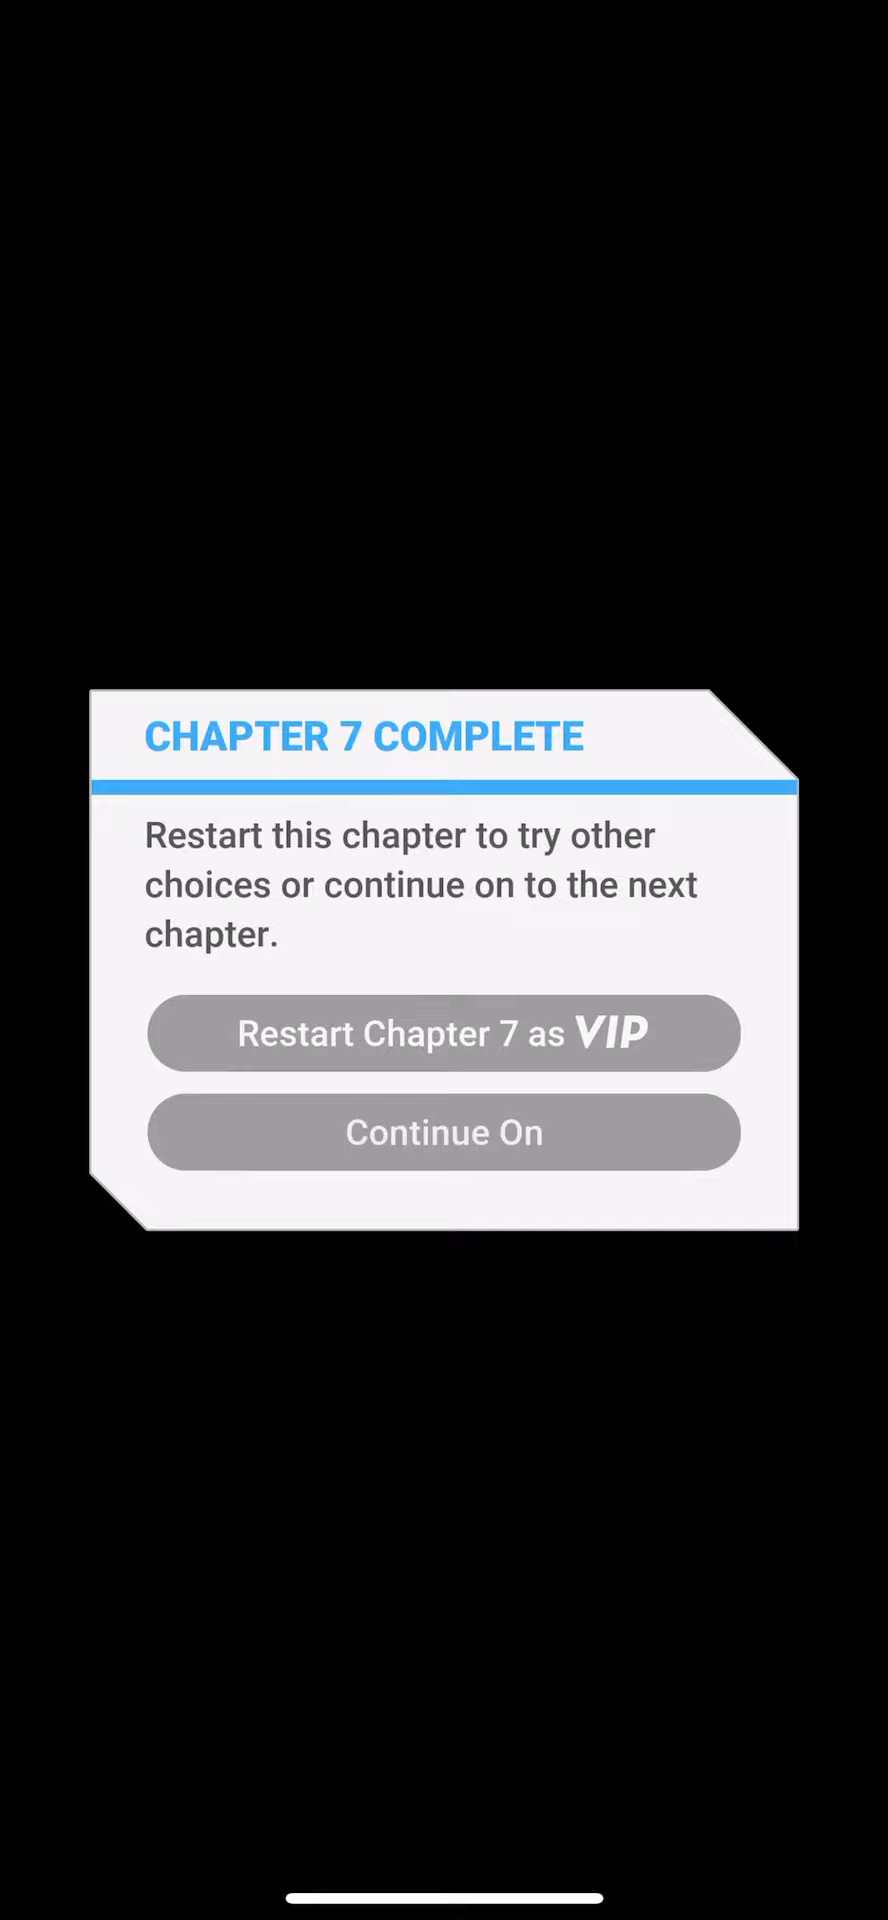 CHAPTER 7 COMPLETE
Restart this chapter to try other
choices or continue on to the next
chapter.
Restart Chapter 7 as VIP
Continue On